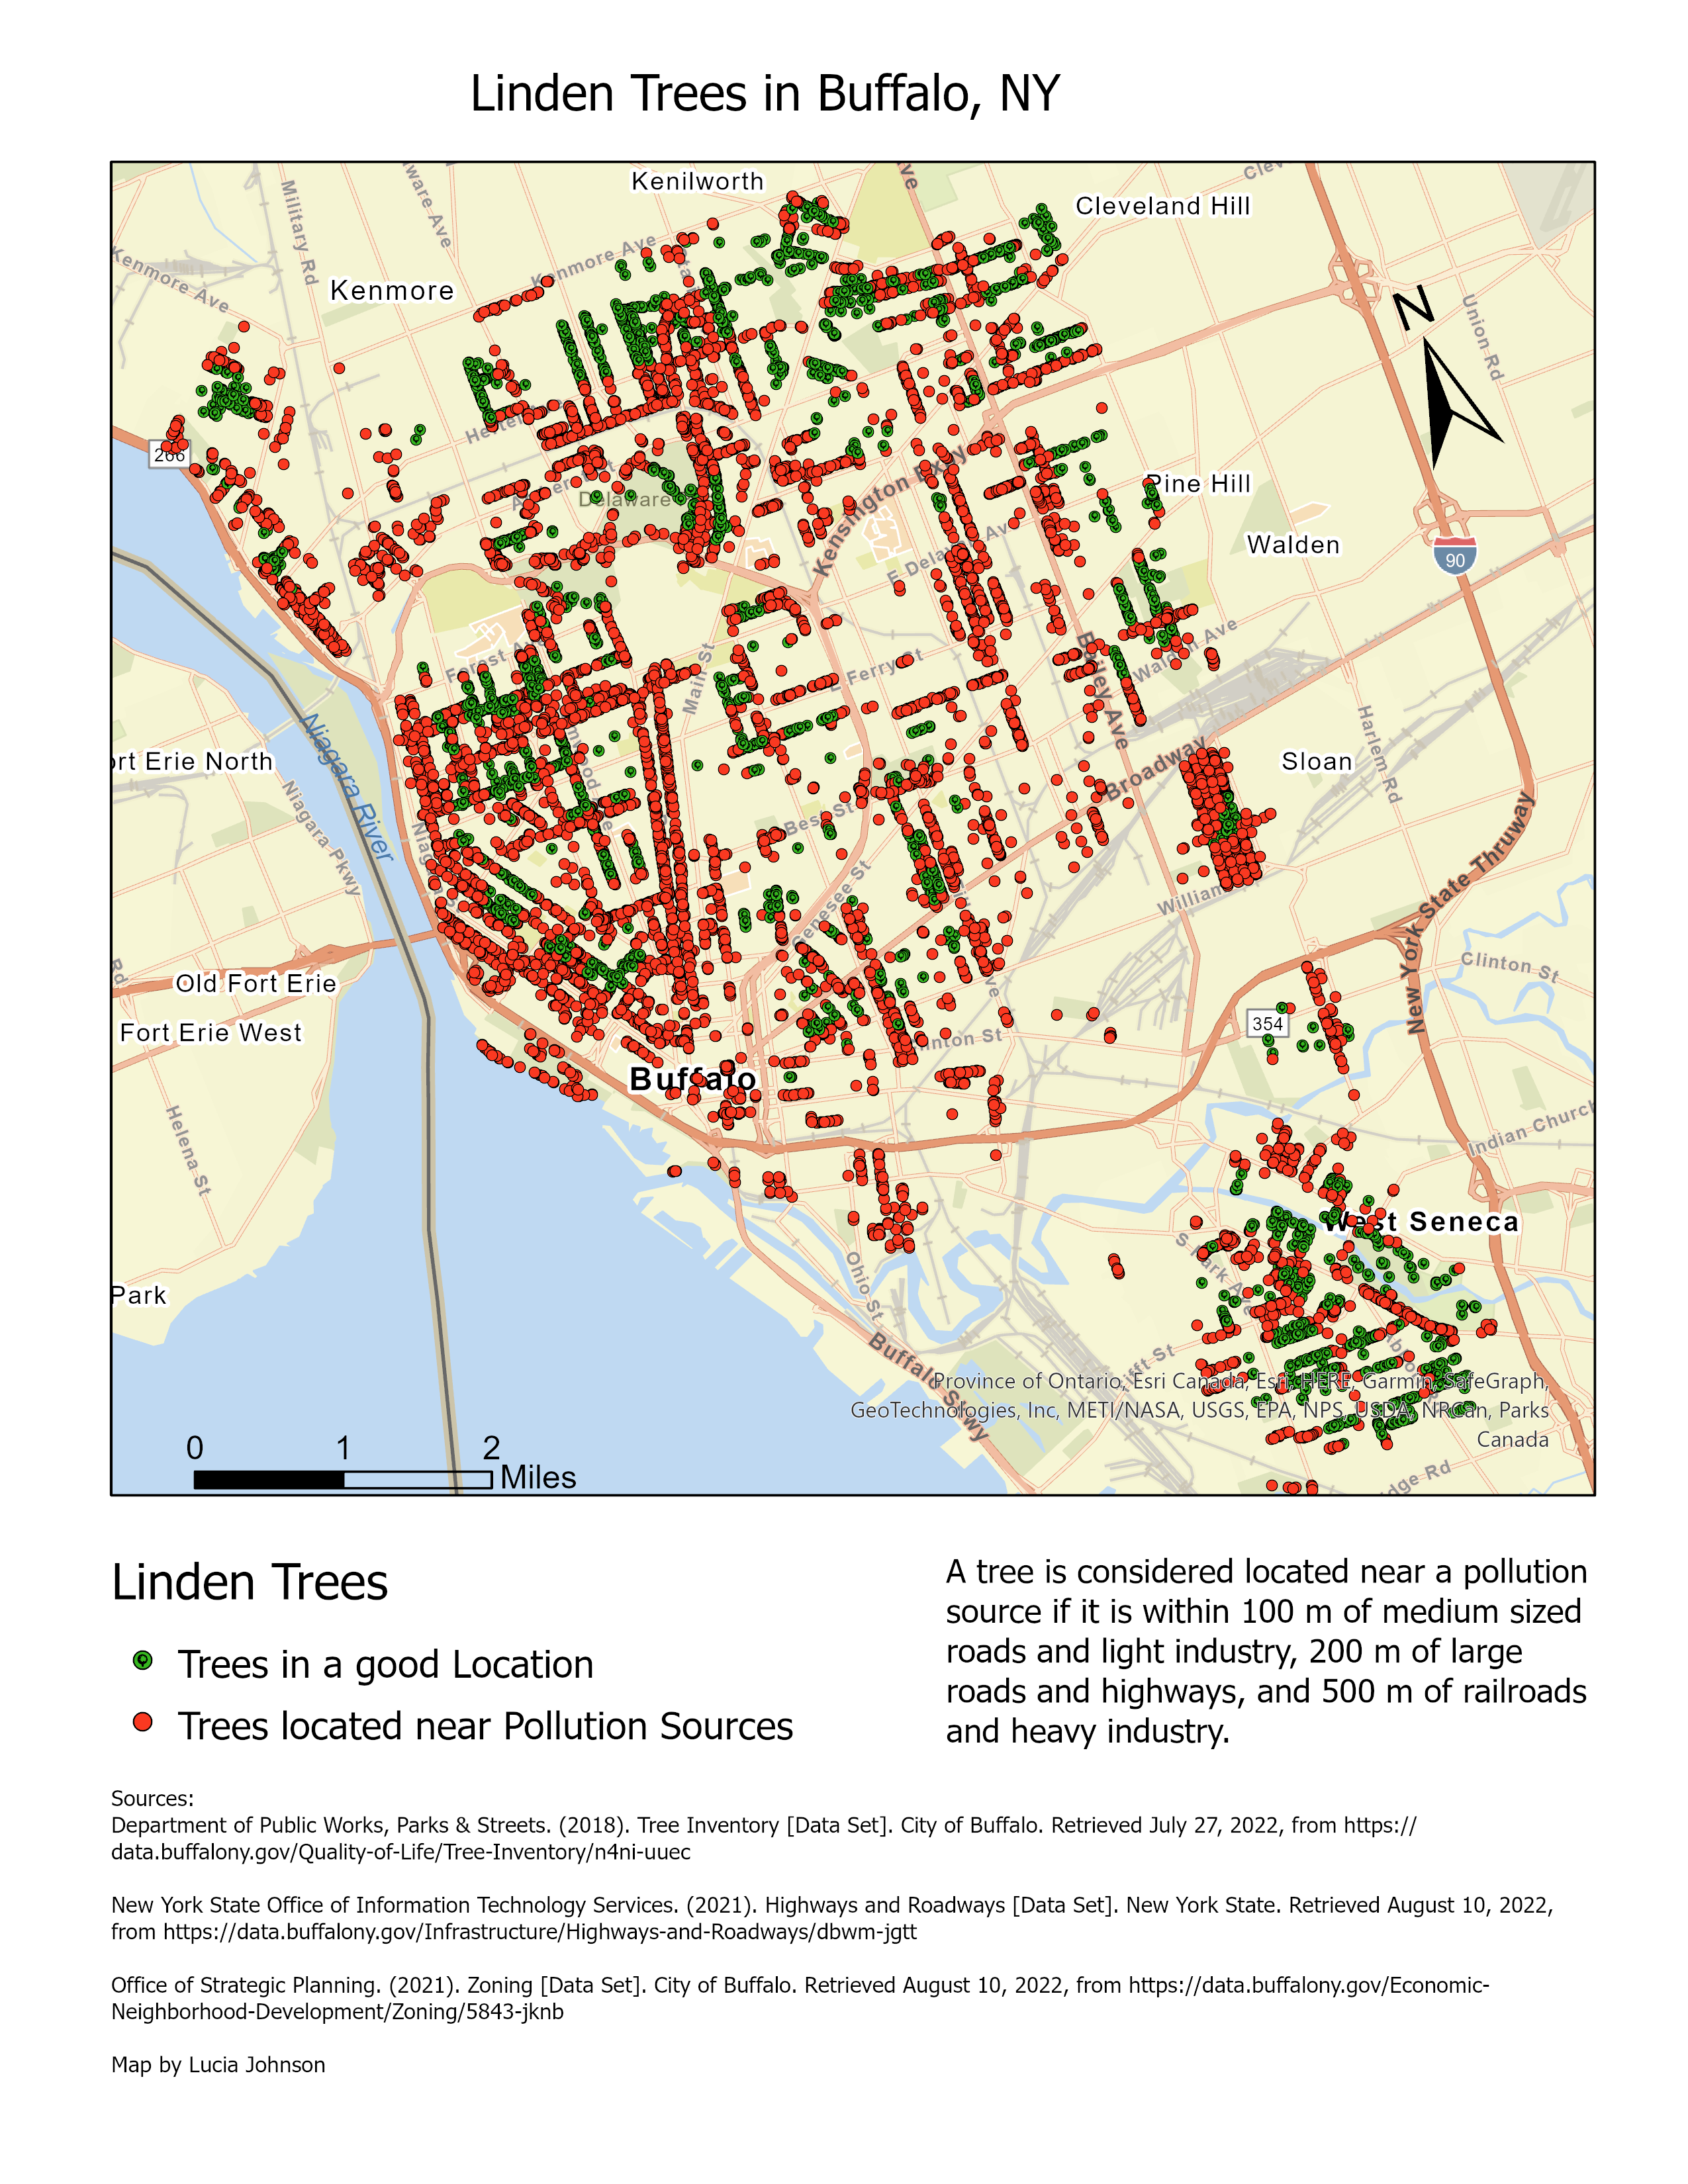 Linden Trees in Buffalo, NY
Kenilworth
Cleveland Hill
Military Rd
Kenmore Ave
Kenmore Ave
Kenmore
N
Union Rd
266
Delaware
Pine Hill
Kensington Expy
Walden
E Delavan Av
90
Forest
Main St
Ferry St
Walden Ave
Bailey Ave
Niagara River
ort Erie North
Broadway
Sloan
Harlem Rd
Niagara Pkwy
Best St
Genesee St
William
New York State Thruway
Clinton St
Rd
Old Fort Erie
Fort Erie West
354
inton St
Buffalo
Helena St
Indian Church
West Seneca
S Park Ave
Park
Ohio St
Buffalo Skwy
Province of Ontario, Esri Canada, Esri, HERE, Garmin, SafeGraph,
GeoTechnologies, Inc, METI/NASA, USGS, EPA, NPS, USDA, NRCan, Parks
Canada
0 1 2
Miles
dge Rd
Linden Trees
Trees in a good Location
Trees located near Pollution Sources
A tree is considered located near a pollution
source if it is within 100 m of medium sized
roads and light industry, 200 m of large
roads and highways, and 500 m of railroads
and heavy industry.
Sources:
Department of Public Works, Parks & Streets. (2018). Tree Inventory [Data Set]. City of Buffalo. Retrieved July 27, 2022, from https://
data.buffalony.gov/Quality-of-Life/Tree-Inventory/n4ni-uuec
New York State Office of Information Technology Services. (2021). Highways and Roadways [Data Set]. New York State. Retrieved August 10, 2022,
from https://data.buffalony.gov/Infrastructure/Highways-and-Roadways/dbwm-jgtt
Office of Strategic Planning. (2021). Zoning [Data Set]. City of Buffalo. Retrieved August 10, 2022, from https://data.buffalony.gov/Economic-
Neighborhood-Development/Zoning/5843-jknb
Map by Lucia Johnson